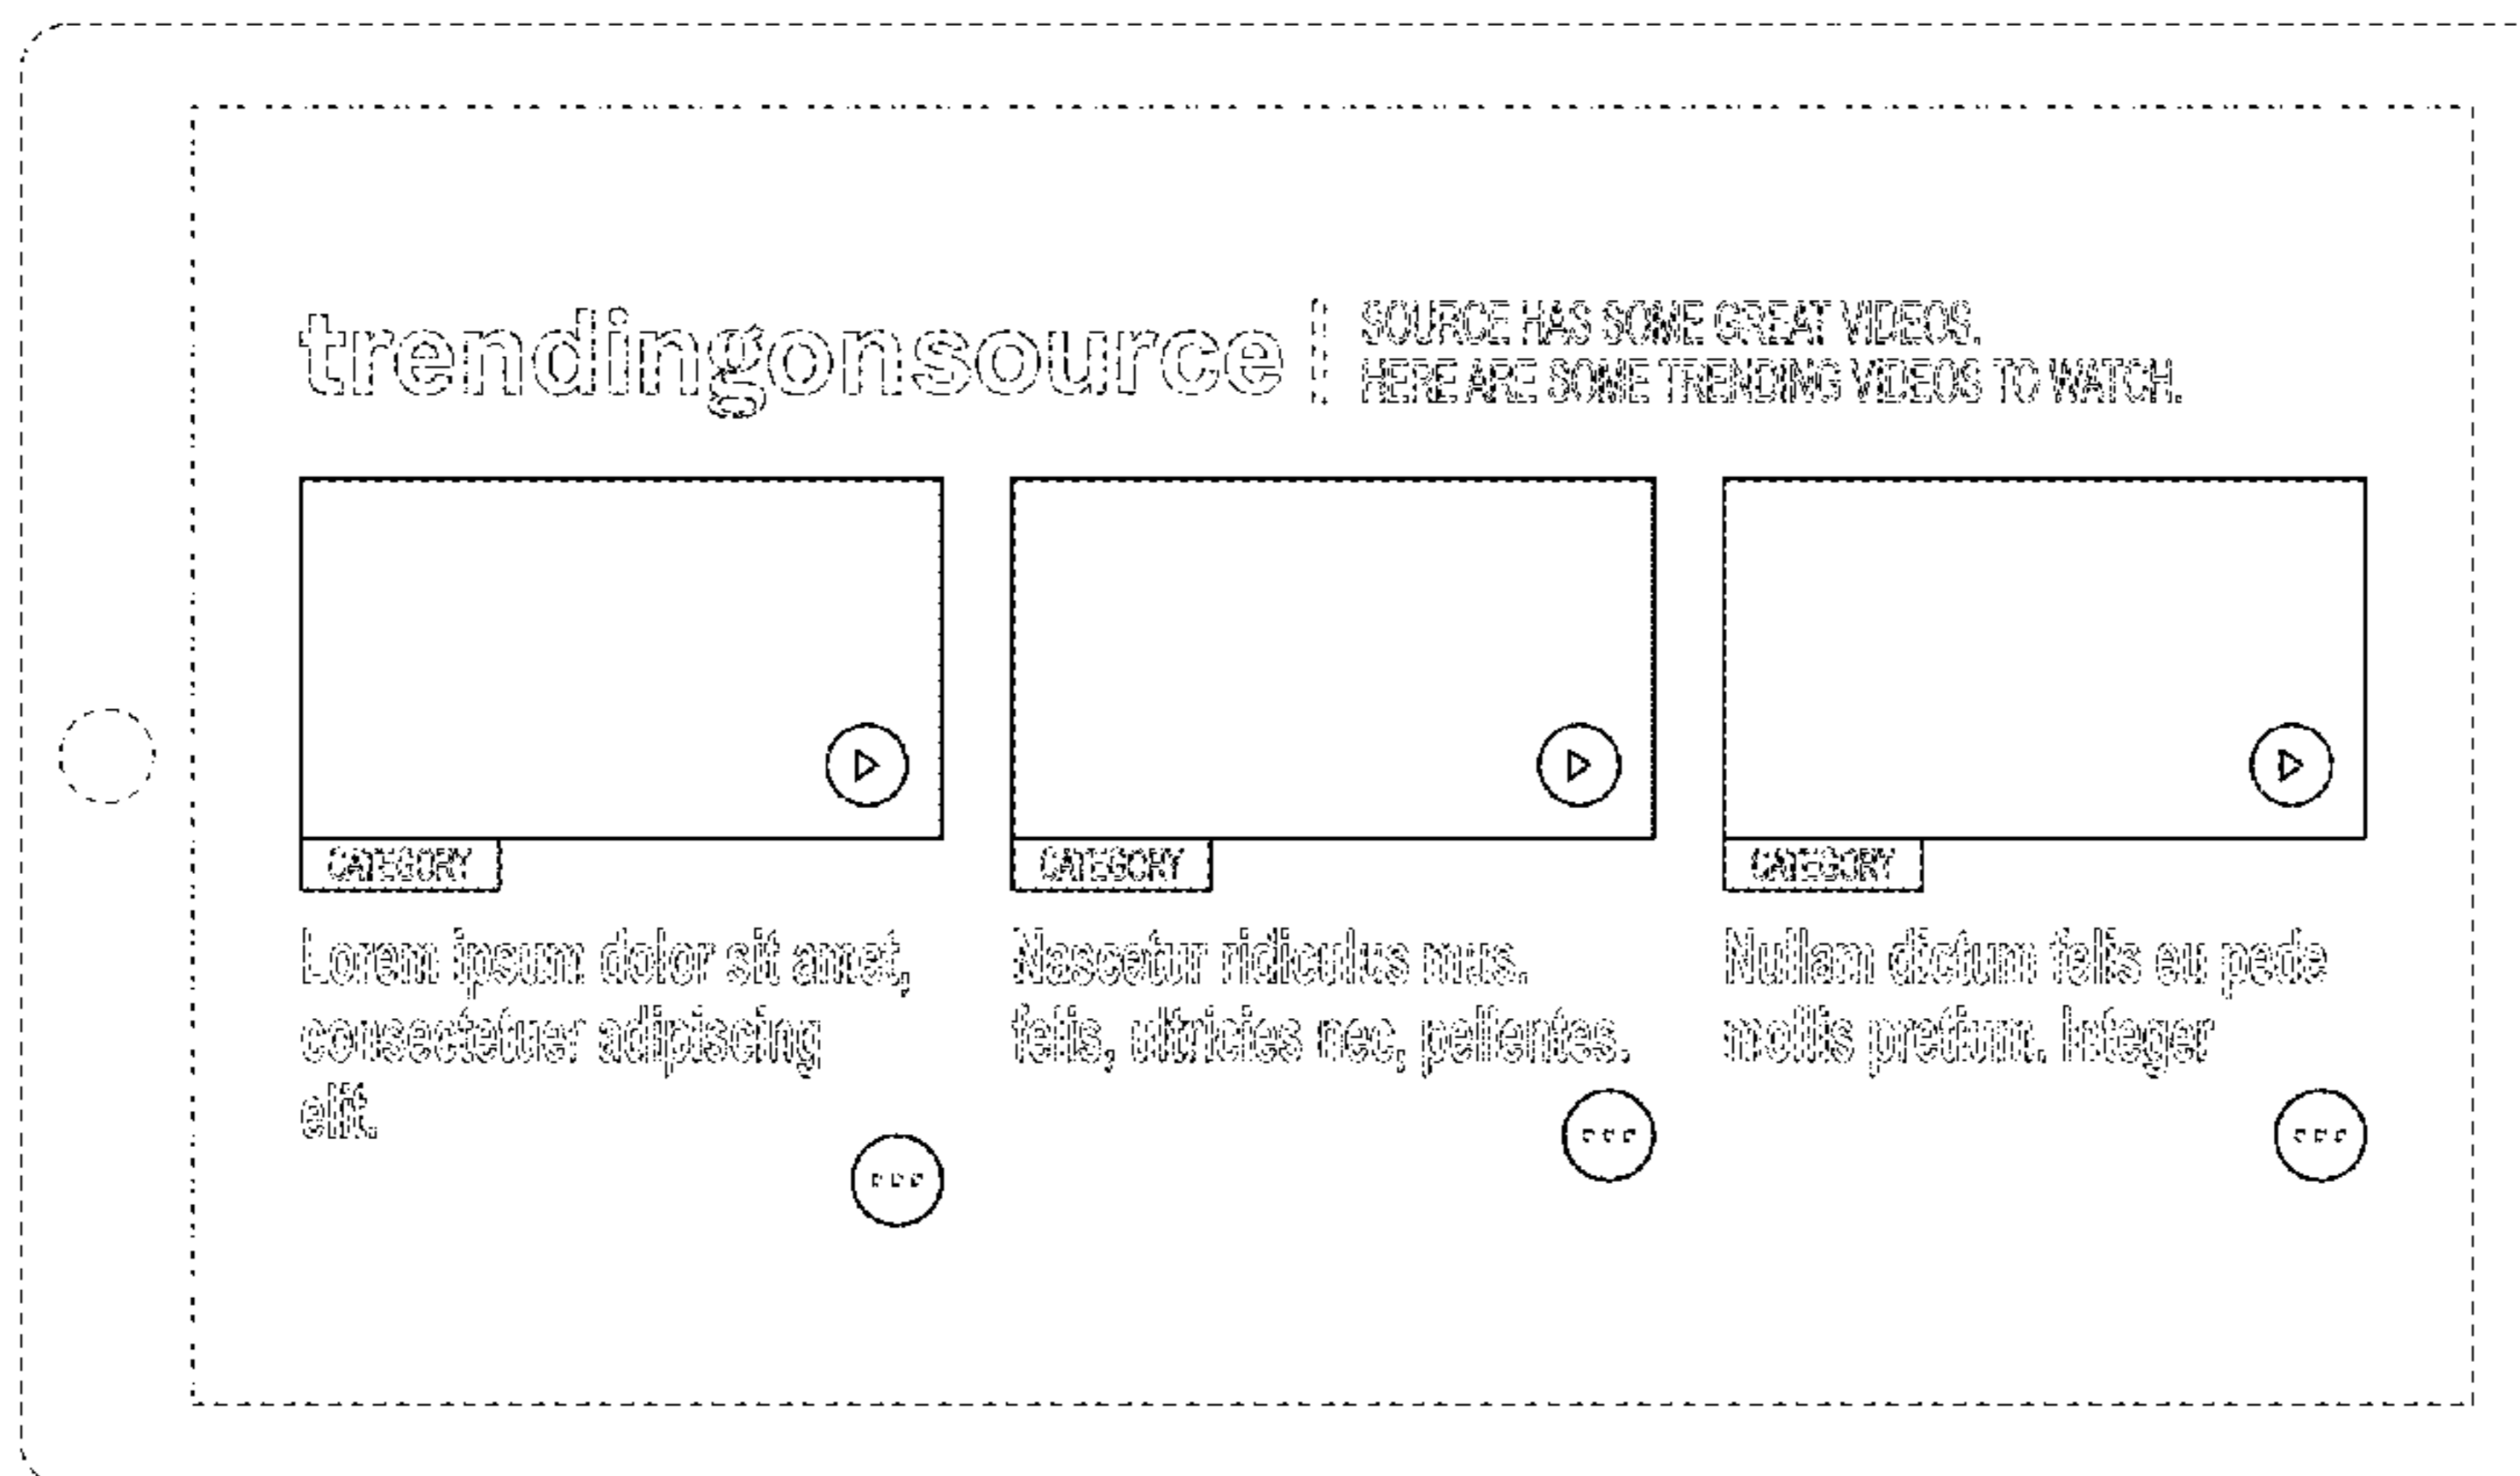 trendingonsource
SOURCE HAS SOME GREAT VIDEOS.
HERE ARE SOME TRENDING VIDEOS TO WATCH.
CATEGORY
Lorem ipsum dolor sit amet,
consectetuer adipiscing
elit.
CATEGORY
Nascetur ridiculus mus.
felis, ultricies nec, pellentes.
CATEGORY
Nullam dictum felis eu pede
mollis pretium. Integer